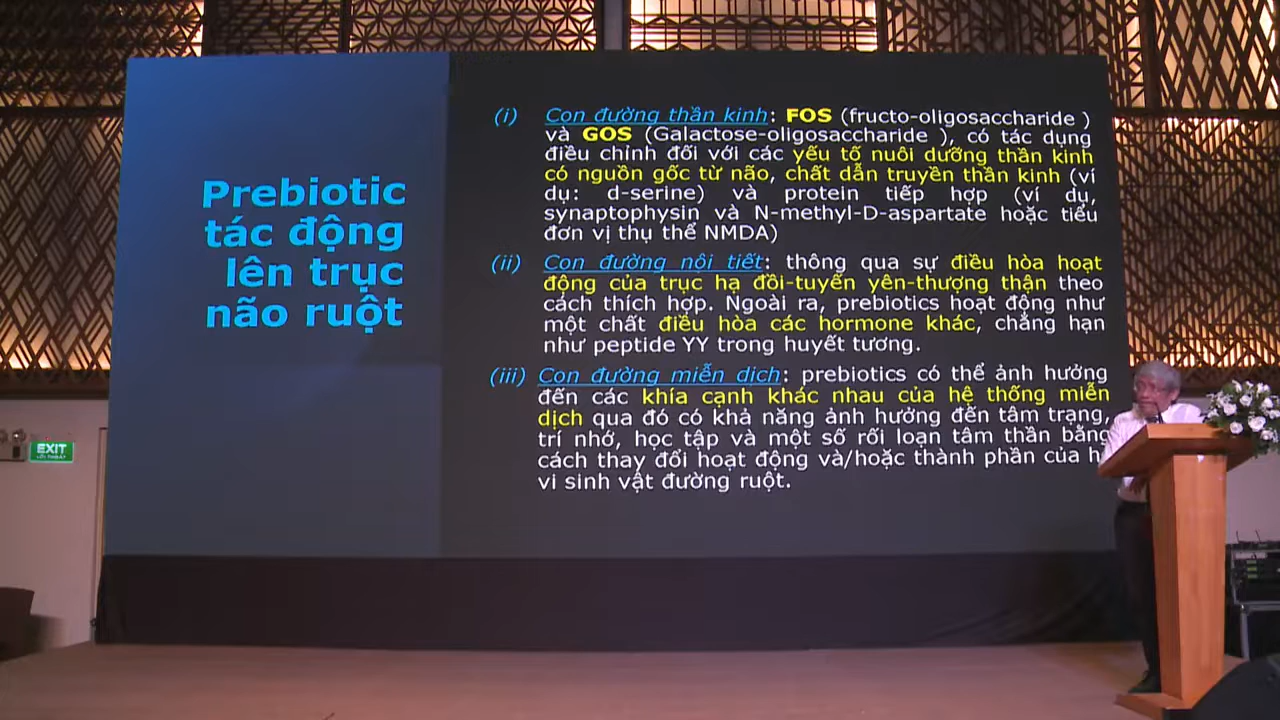 Prebiotic
tác động
lên trục
não ruột
(i) Con đường thần kinh: FOS (fructo-oligosaccharide )
và GOS (Galactose-oligosaccharide ), có tác dụng
điều chỉnh đối với các yếu tố nuôi dưỡng thần kinh
có nguồn gốc từ não, chất dẫn truyền thần kinh (ví
dụ: d-serine) và protein tiếp hợp (ví dụ,
synaptophysin và N-methyl-D-aspartate hoặc tiểu
đơn vị thụ thể NMDA)
(ii) Con đường nội tiết: thông qua sự điều hòa hoạt
động của trục hạ đồi-tuyến yên-thượng thận theo
cách thích hợp. Ngoài ra, prebiotics hoạt động như
một chất điều hòa các hormone khác, chẳng hạn
như peptide YY trong huyết tương.
(iii) Con đường miễn dịch: prebiotics có thể ảnh hưởng
đến các khía cạnh khác nhau của hệ thống miễn
dịch qua đó có khả năng ảnh hưởng đến tâm trạng,
trí nhớ, học tập và một số rối loạn tâm thần bằng
cách thay đổi hoạt động và/hoặc thành phần của
vi sinh vật đường ruột.
EXIT